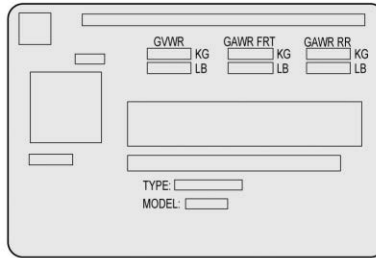 GVWR GAWR FRT GAWR RR
KG KG KG
LB LB LB
TYPE:
MODEL: